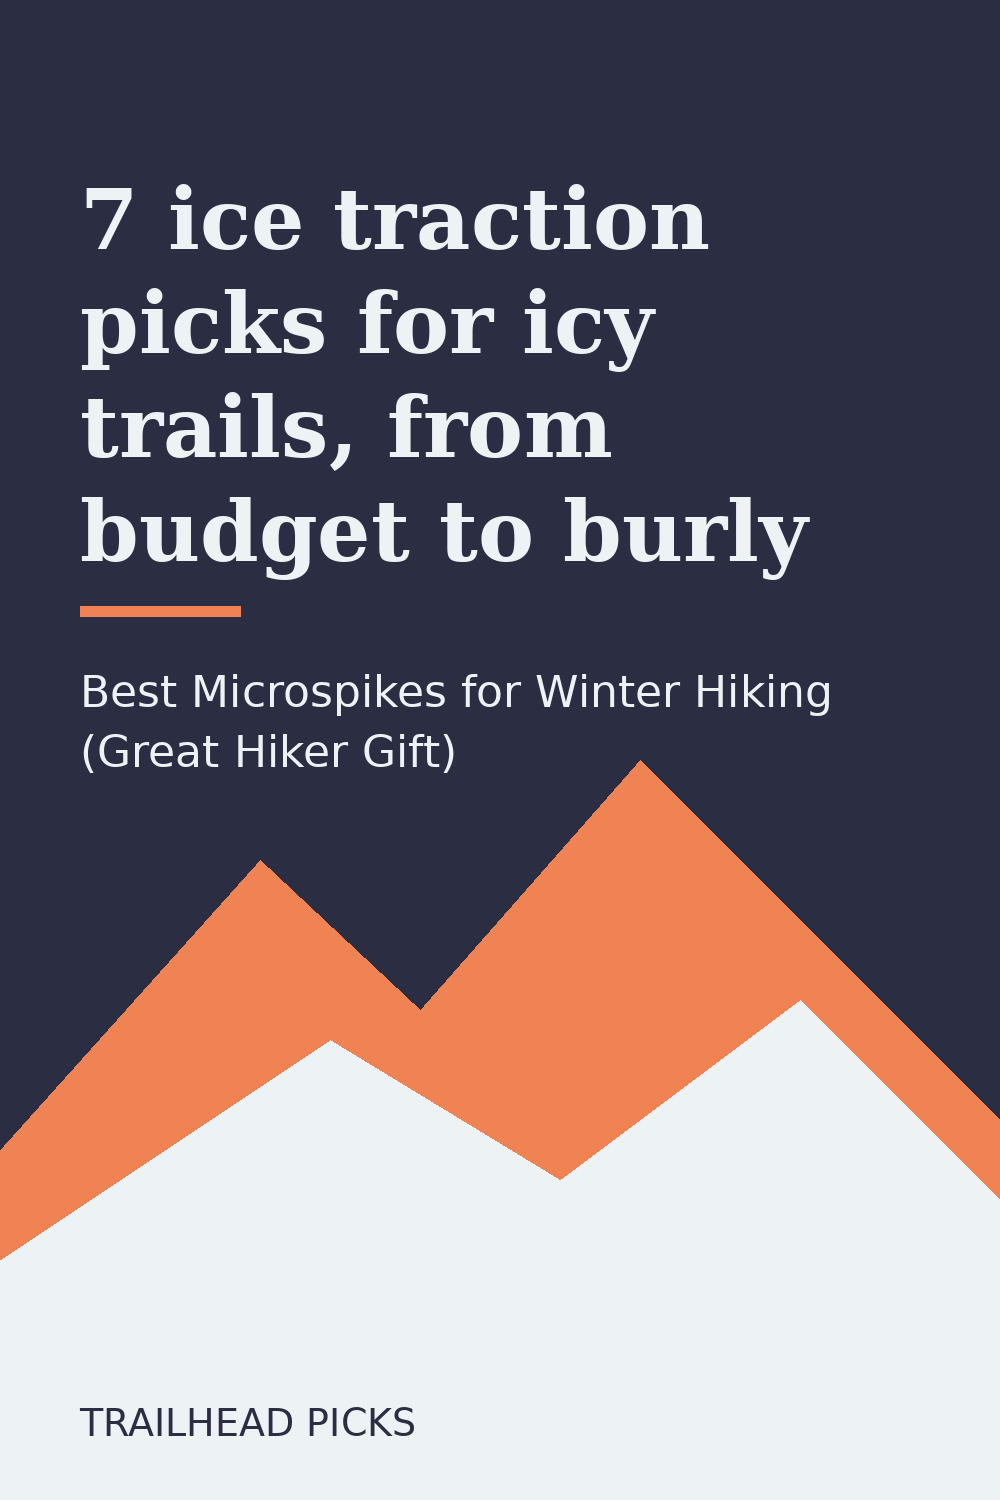 7 ice traction
picks for icy
trails, from
budget to burly
Best Microspikes for Winter Hiking
(Great Hiker Gift)
TRAILHEAD PICKS